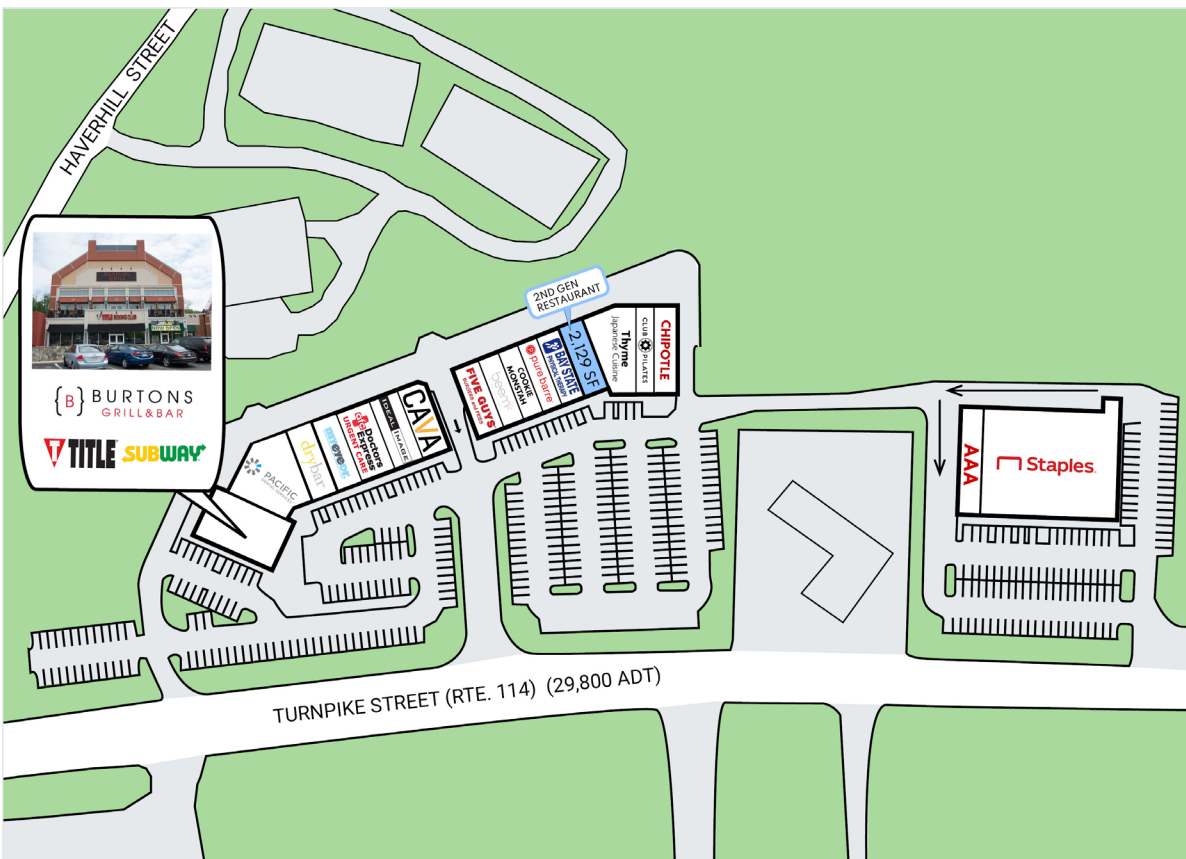 HAVERHILL STREET
{B} BURTONS
GRILL&BAR
TITLE
SUBWAY
PACIFIC
drybar
myeyedr.
Doctors
Express
URGENT CARE
IDEAL IMAGE
CAVA
FIVE GUYS
BURGERS and FRIES
COOKIE
MONSTAH
pure barre
BAY STATE
PHYSICAL THERAPY
2,129 SF
2ND GEN
RESTAURANT
Thyme
Japanese Cuisine
CLUB PILATES
CHIPOTLE
AAA
Staples
TURNPIKE STREET (RTE. 114) (29,800 ADT)